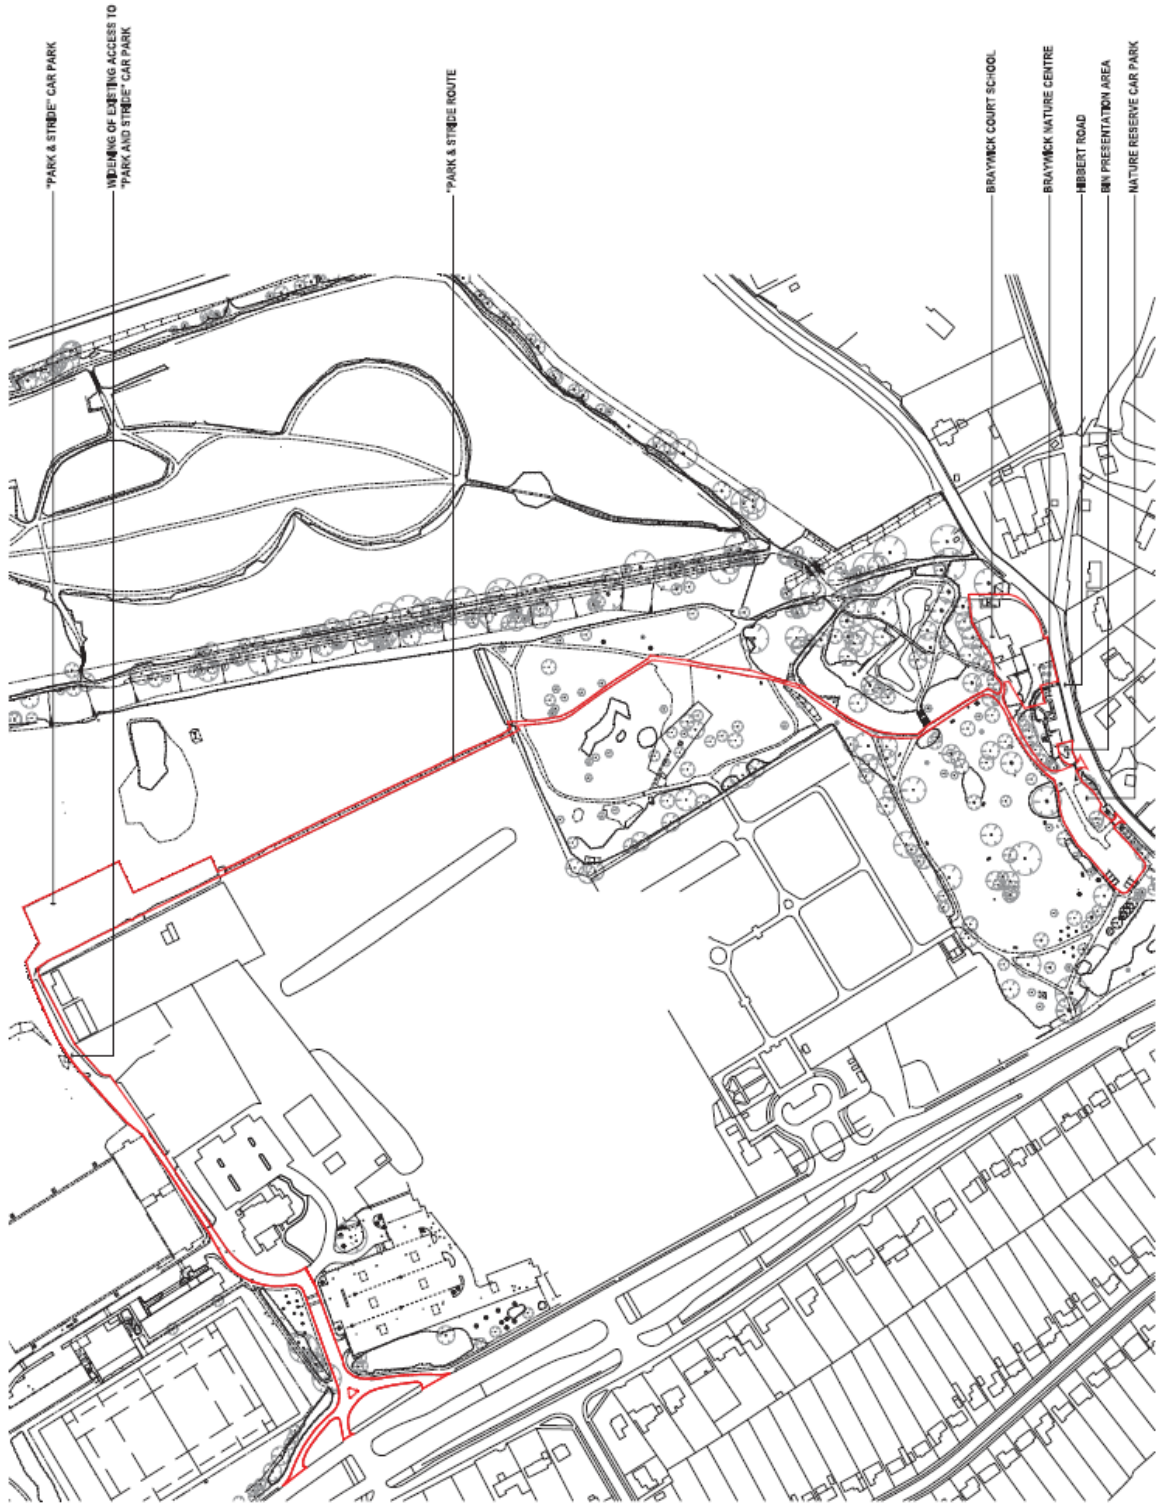 "PARK & STRIDE" CAR PARK
WIDENING OF EXISTING ACCESS TO
"PARK AND STRIDE" CAR PARK
"PARK & STRIDE ROUTE
BRAYWICK COURT SCHOOL
BRAYWICK NATURE CENTRE
HIBBERT ROAD
BIN PRESENTATION AREA
NATURE RESERVE CAR PARK